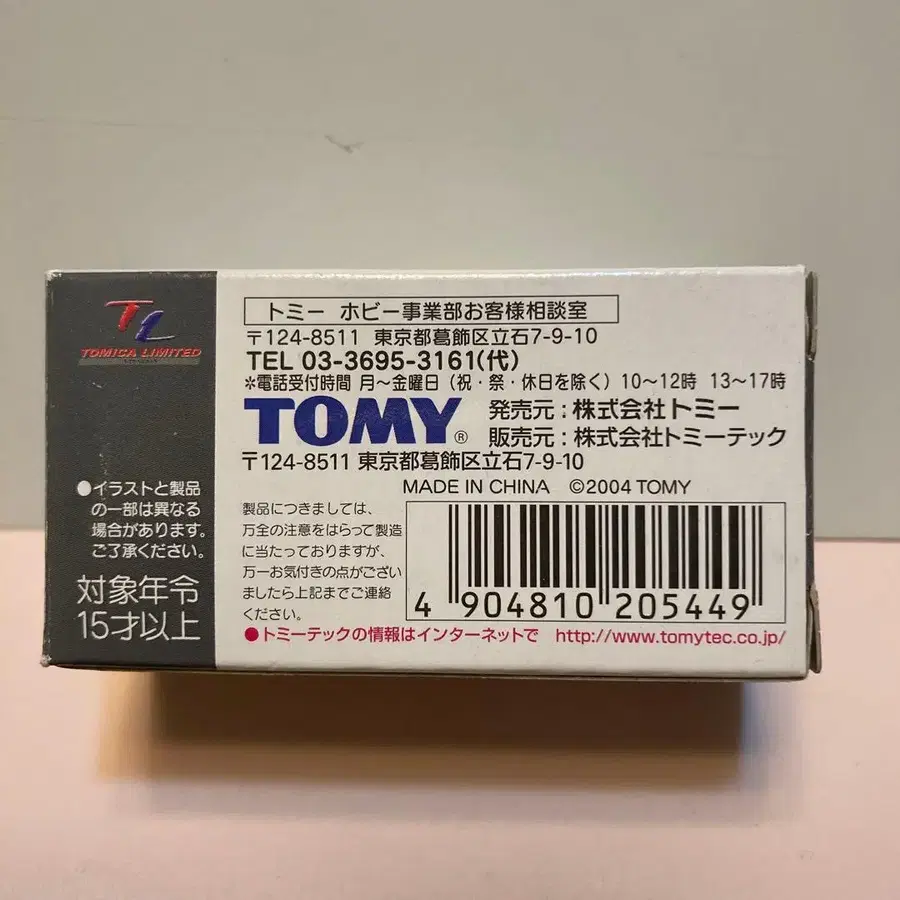 TL
TOMICA LIMITED
●イラストと製品
の一部は異なる
場合があります。
ご了承ください。
対象年令
15才以上
トミー ホビー事業部お客様相談室
〒124-8511 東京都葛飾区立石7-9-10
TEL 03-3695-3161(代)
*電話受付時間 月〜金曜日（祝・祭・休日を除く）10〜12時 13〜17時
TOMY® 発売元：株式会社トミー
販売元：株式会社トミーテック
〒124-8511 東京都葛飾区立石7-9-10
MADE IN CHINA ©2004 TOMY
製品につきましては、
万全の注意をはらって製造
に当たっておりますが、
万一お気付きの点がござい
ましたら上記までご連絡
ください。
4 904810 205449
●トミーテックの情報はインターネットで http://www.tomytec.co.jp/